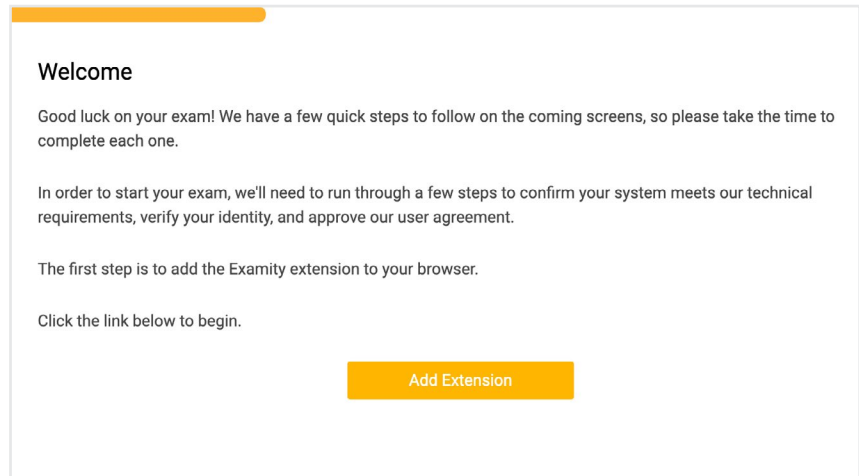 Welcome
Good luck on your exam! We have a few quick steps to follow on the coming screens, so please take the time to
complete each one.
In order to start your exam, we'll need to run through a few steps to confirm your system meets our technical
requirements, verify your identity, and approve our user agreement.
The first step is to add the Examity extension to your browser.
Click the link below to begin.
Add Extension